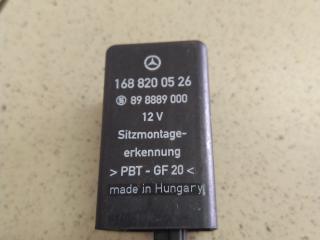 168 820 05 26
89 8889 000
12 V
Sitzmontage-
erkennung
> PBT - GF 20 <
made in Hungary